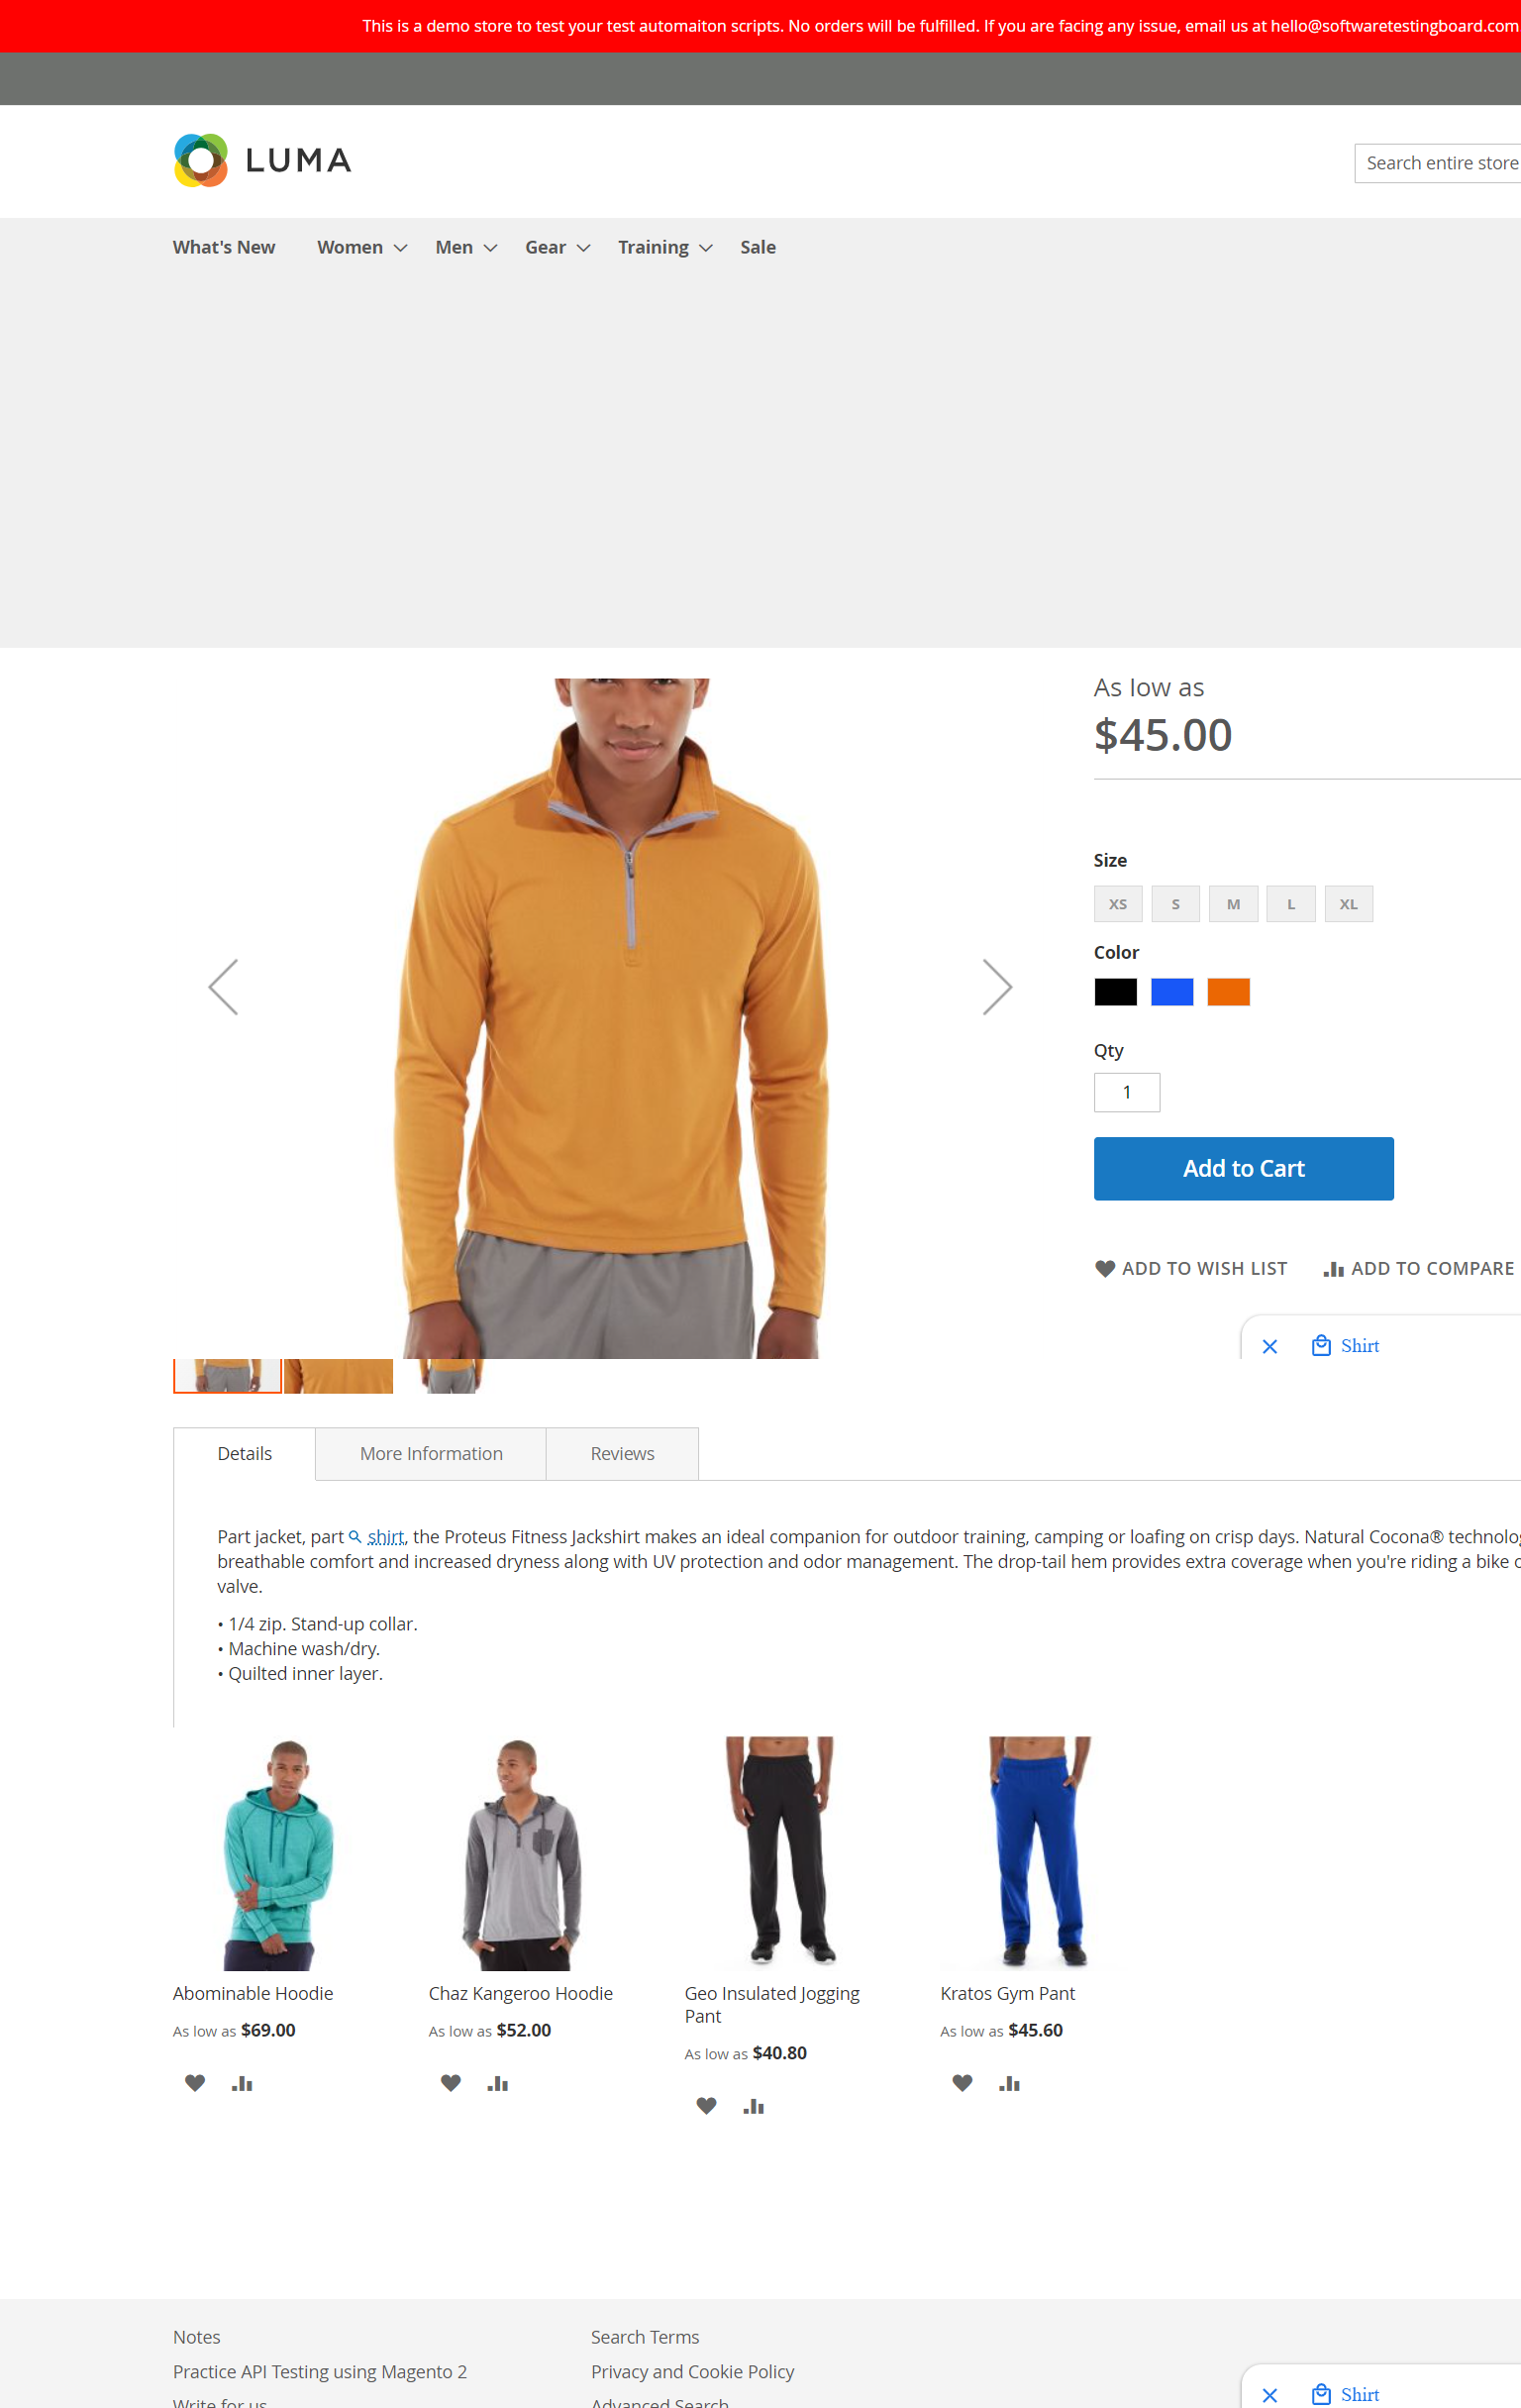 This is a demo store to test your test automaiton scripts. No orders will be fulfilled. If you are facing any issue, email us at hello@softwaretestingboard.com
LUMA
Search entire store
What's New Women Men Gear Training Sale
As low as
$45.00
Size
XS S M L XL
Color
Qty
1
Add to Cart
ADD TO WISH LIST ADD TO COMPARE
Shirt
Details More Information Reviews
Part jacket, part shirt, the Proteus Fitness Jackshirt makes an ideal companion for outdoor training, camping or loafing on crisp days. Natural Cocona®
breathable comfort and increased dryness along with UV protection and odor management. The drop-tail hem provides extra coverage when you're riding a bike
valve.
• 1/4 zip. Stand-up collar.
• Machine wash/dry.
• Quilted inner layer.
Abominable Hoodie
As low as $69.00
Chaz Kangeroo Hoodie
As low as $52.00
Geo Insulated Jogging
Pant
As low as $40.80
Kratos Gym Pant
As low as $45.60
Notes
Search Terms
Practice API Testing using Magento 2
Privacy and Cookie Policy
Write for us
Advanced Search
Shirt